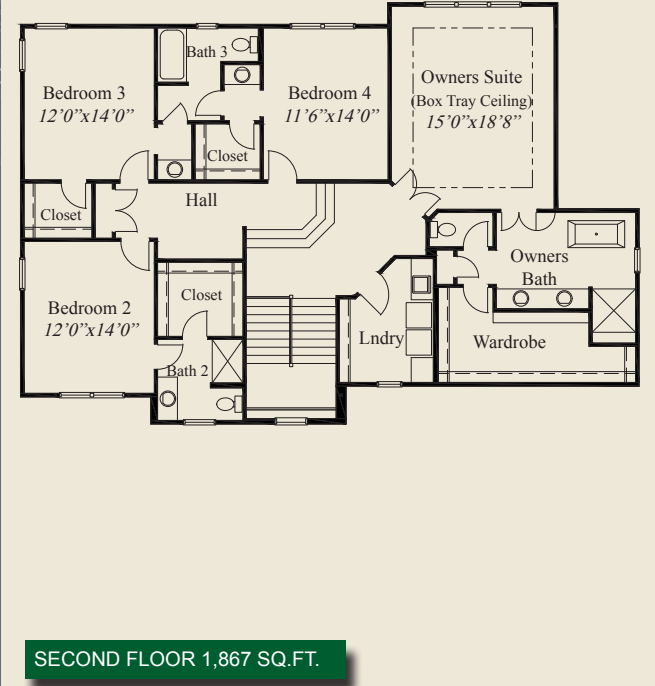 Bath 3
Bedroom 3
12’0”x14’0”
Bedroom 4
11’6”x14’0”
Owners Suite
(Box Tray Ceiling)
15’0”x18’8”
Closet
Closet
Hall
Owners
Bath
Closet
Bedroom 2
12’0”x14’0”
Lndry
Wardrobe
Bath 2
SECOND FLOOR 1,867 SQ.FT.